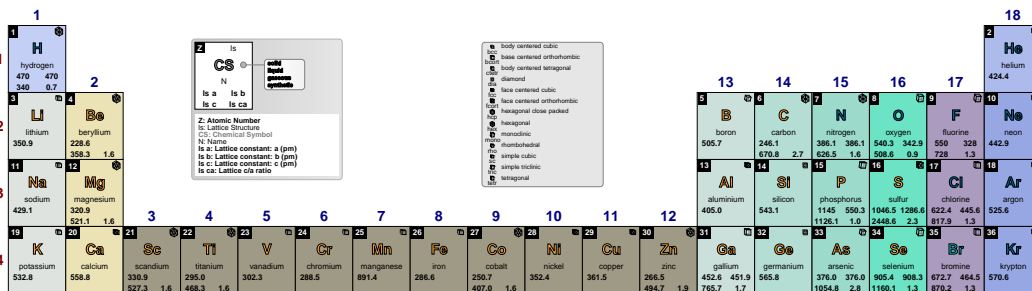 1
18
1
H
hydrogen
470 470
340 0.7
2
He
helium
424.4
Z
ls
CS
N
ls a ls b
ls c ls ca
solid
liquid
gaseous
synthetic
Z: Atomic Number
ls: Lattice Structure
CS: Chemical Symbol
N: Name
ls a: Lattice constant: a (pm)
ls b: Lattice constant: b (pm)
ls c: Lattice constant: c (pm)
ls ca: Lattice c/a ratio
body centered cubic
bcc
base centered orthorhombic
bcort
body centered tetragonal
diamond
dia
face centered cubic
fcc
face centered orthorhombic
fcort
hexagonal close packed
hcp
hexagonal
hex
monoclinic
mono
rhombohedral
rho
simple cubic
sc
simple triclinic
tric
tetragonal
tetr
2
13
14
15
16
17
2
3
Li
lithium
350.9
4
Be
beryllium
228.6
358.3 1.6
5
B
boron
505.7
6
C
carbon
246.1
670.8 2.7
7
N
nitrogen
386.1 386.1
626.5 1.6
8
O
oxygen
540.3 342.9
508.6 0.9
9
F
fluorine
550 328
728 1.3
10
Ne
neon
442.9
3
11
Na
sodium
429.1
12
Mg
magnesium
320.9
521.1 1.6
13
Al
aluminium
405.0
14
Si
silicon
543.1
15
P
phosphorus
1145 550.3
1126.1 1.0
16
S
sulfur
1046.5 1286.6
2448.6 2.3
17
Cl
chlorine
622.4 445.6
817.9 1.3
18
Ar
argon
525.6
3
4
5
6
7
8
9
10
11
12
4
19
K
potassium
532.8
20
Ca
calcium
558.8
21
Sc
scandium
330.9
527.3 1.6
22
Ti
titanium
295.0
468.3 1.6
23
V
vanadium
302.3
24
Cr
chromium
288.5
25
Mn
manganese
891.4
26
Fe
iron
286.6
27
Co
cobalt
250.7
407.0 1.6
28
Ni
nickel
352.4
29
Cu
copper
361.5
30
Zn
zinc
266.5
494.7 1.9
31
Ga
gallium
452.6 451.9
765.7 1.7
32
Ge
germanium
565.8
33
As
arsenic
376.0 376.0
1054.8 2.8
34
Se
selenium
905.4 908.3
1160.1 1.3
35
Br
bromine
672.7 464.5
870.2 1.3
36
Kr
krypton
570.6